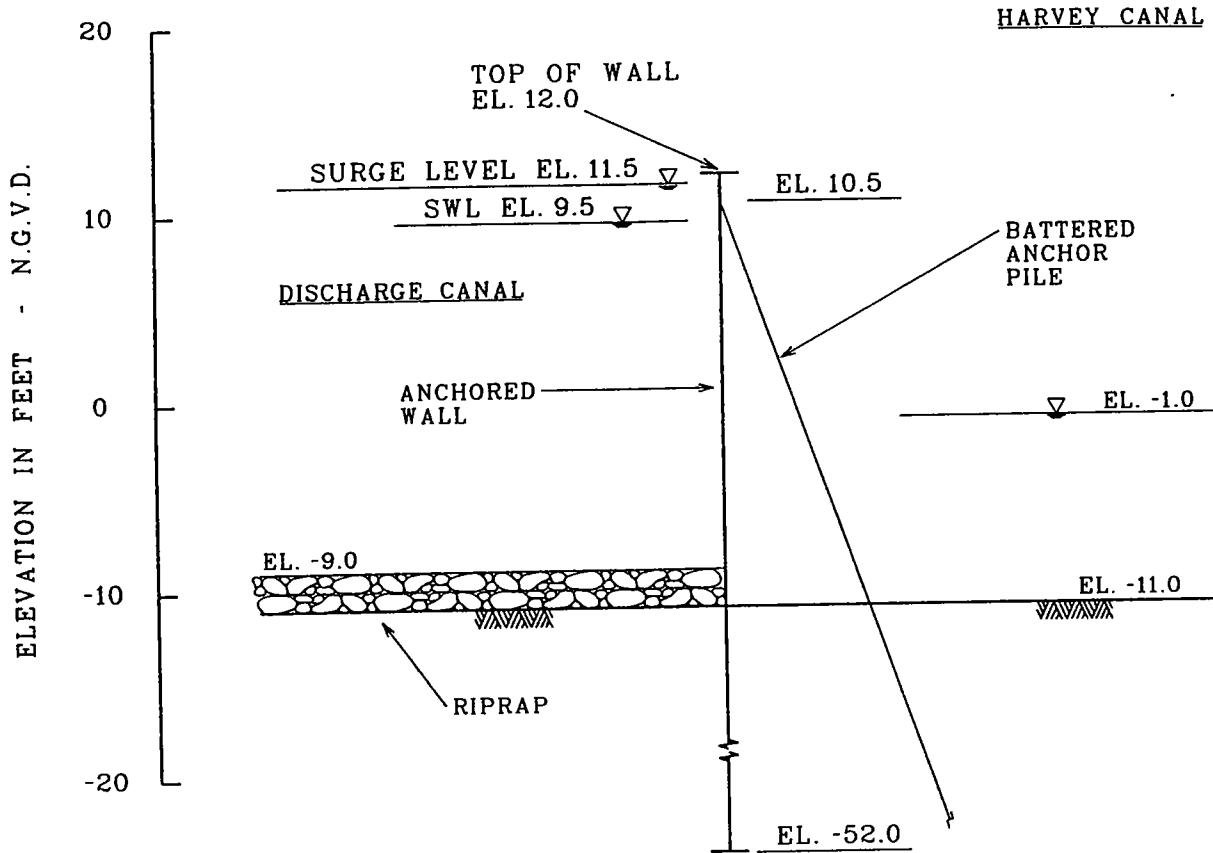 HARVEY CANAL
20
TOP OF WALL
EL. 12.0
SURGE LEVEL EL. 11.5
EL. 10.5
SWL EL. 9.5
10
BATTERED
ANCHOR
PILE
DISCHARGE CANAL
ANCHORED
WALL
0
EL. -1.0
EL. -9.0
-10
EL. -11.0
RIPRAP
-20
EL. -52.0
ELEVATION IN FEET - N.G.V.D.